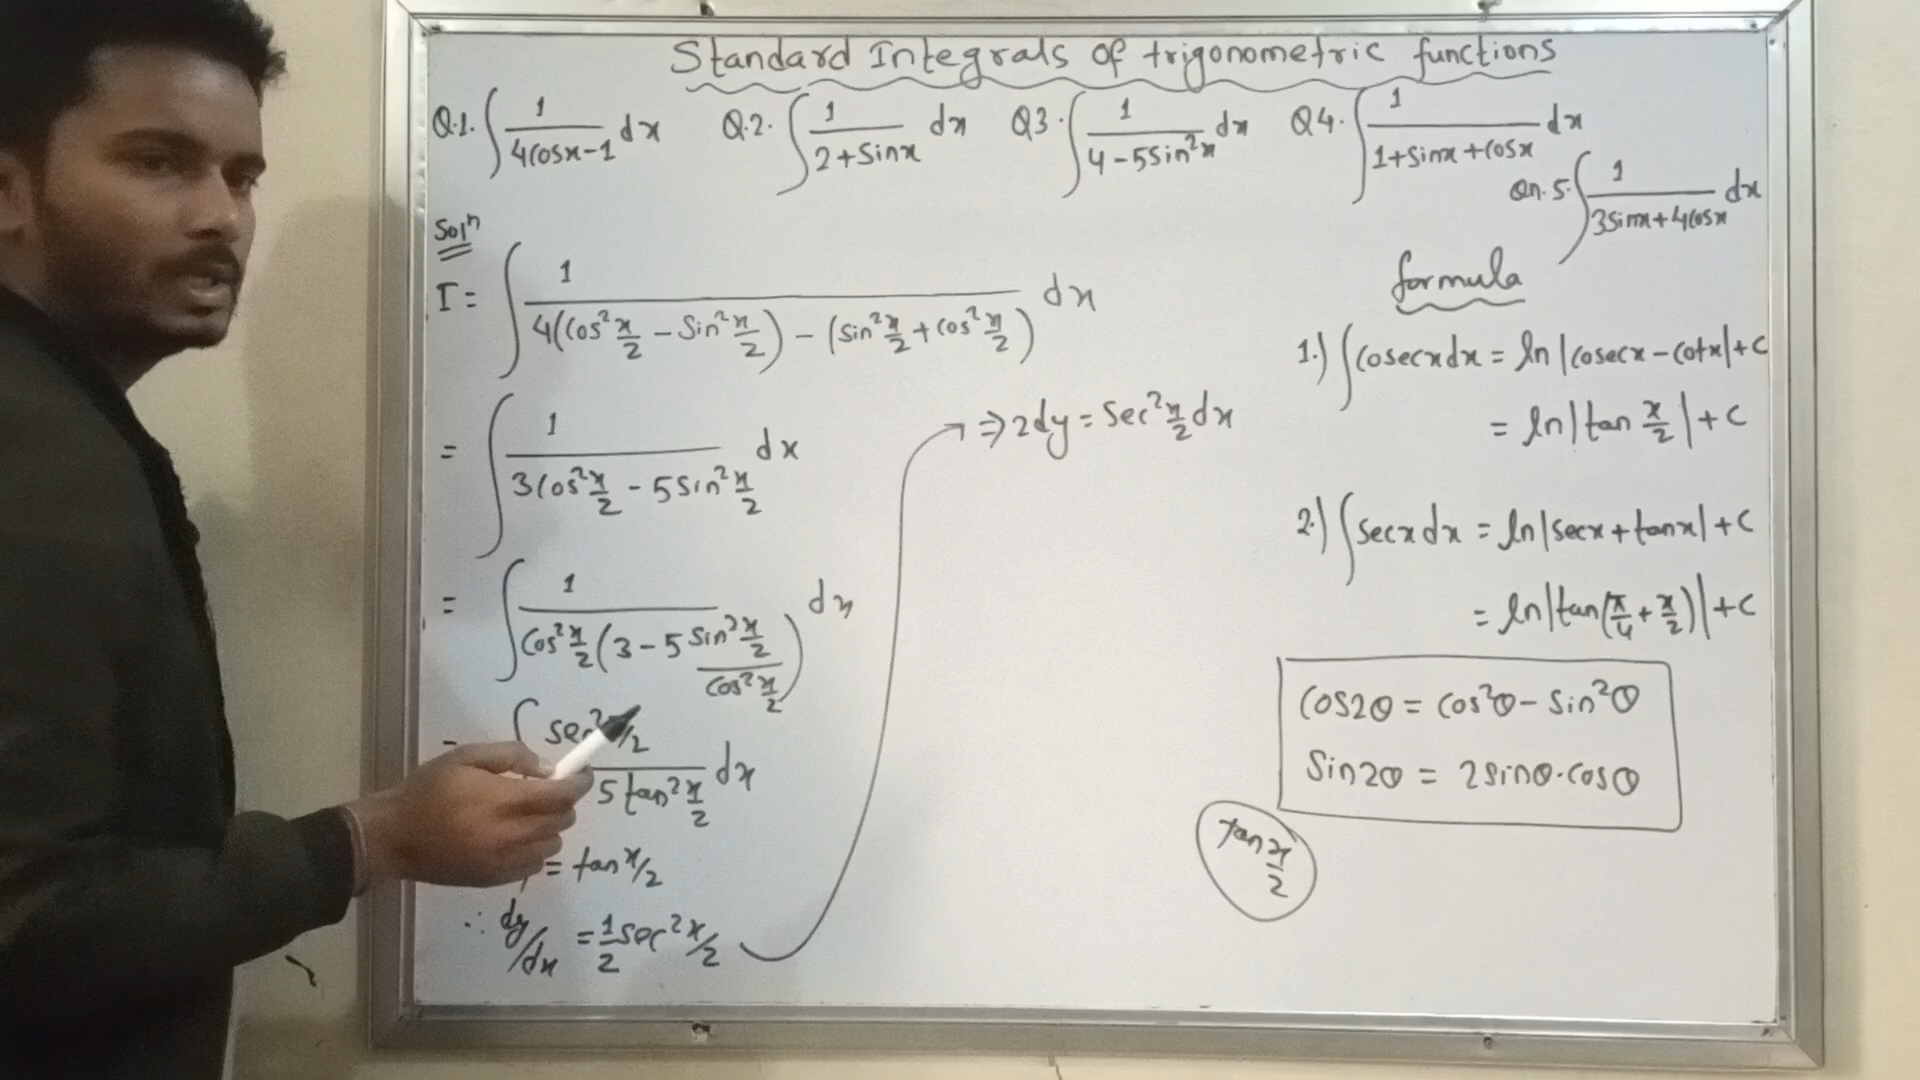 Standard Integrals of trigonometric functions
Q.1. ∫ 1/(4cosx-1) dx Q.2. ∫ 1/(2+sinx) dx Q3. ∫ 1/(4-5sin²x) dx Q4. ∫ 1/(1+sinx+cosx) dx
Qn.5. ∫ 1/(3sinx+4cosx) dx
Solⁿ
I = ∫ 1/(4(cos²x/2 - sin²x/2) - (sin²x/2 + cos²x/2)) dx
= ∫ 1/(3cos²x/2 - 5sin²x/2) dx
= ∫ 1/(cos²x/2 (3 - 5 sin²x/2 / cos²x/2)) dx
= ∫ sec²x/2 / 5tan²x/2 dx
= tan x/2
∴ dy/dx = 1/2 sec²x/2
⇒ 2dy = sec²x/2 dx
formula
1.) ∫cosecx dx = ln|cosecx - cotx| + c
= ln|tan x/2| + c
2.) ∫secx dx = ln|secx + tanx| + c
= ln|tan(π/4 + x/2)| + c
cos2θ = cos²θ - sin²θ
sin2θ = 2sinθ.cosθ
tan x/2